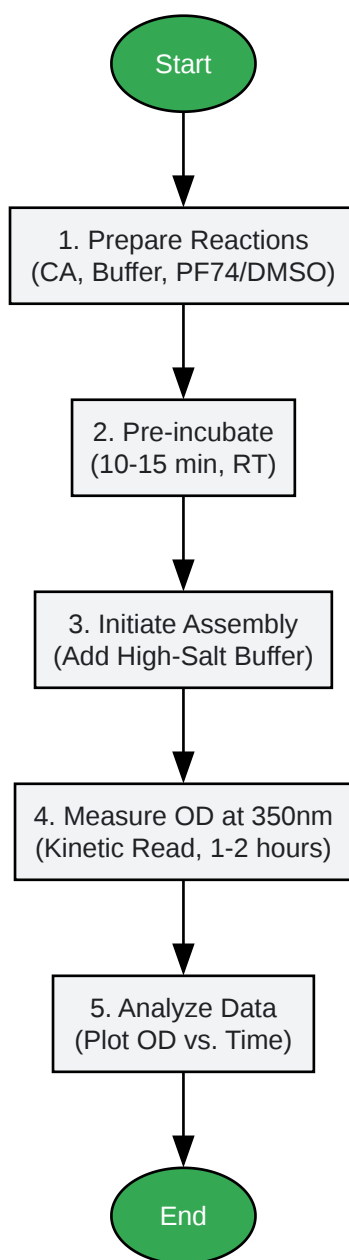 Start
1. Prepare Reactions
(CA, Buffer, PF74/DMSO)
2. Pre-incubate
(10-15 min, RT)
3. Initiate Assembly
(Add High-Salt Buffer)
4. Measure OD at 350nm
(Kinetic Read, 1-2 hours)
5. Analyze Data
(Plot OD vs. Time)
End